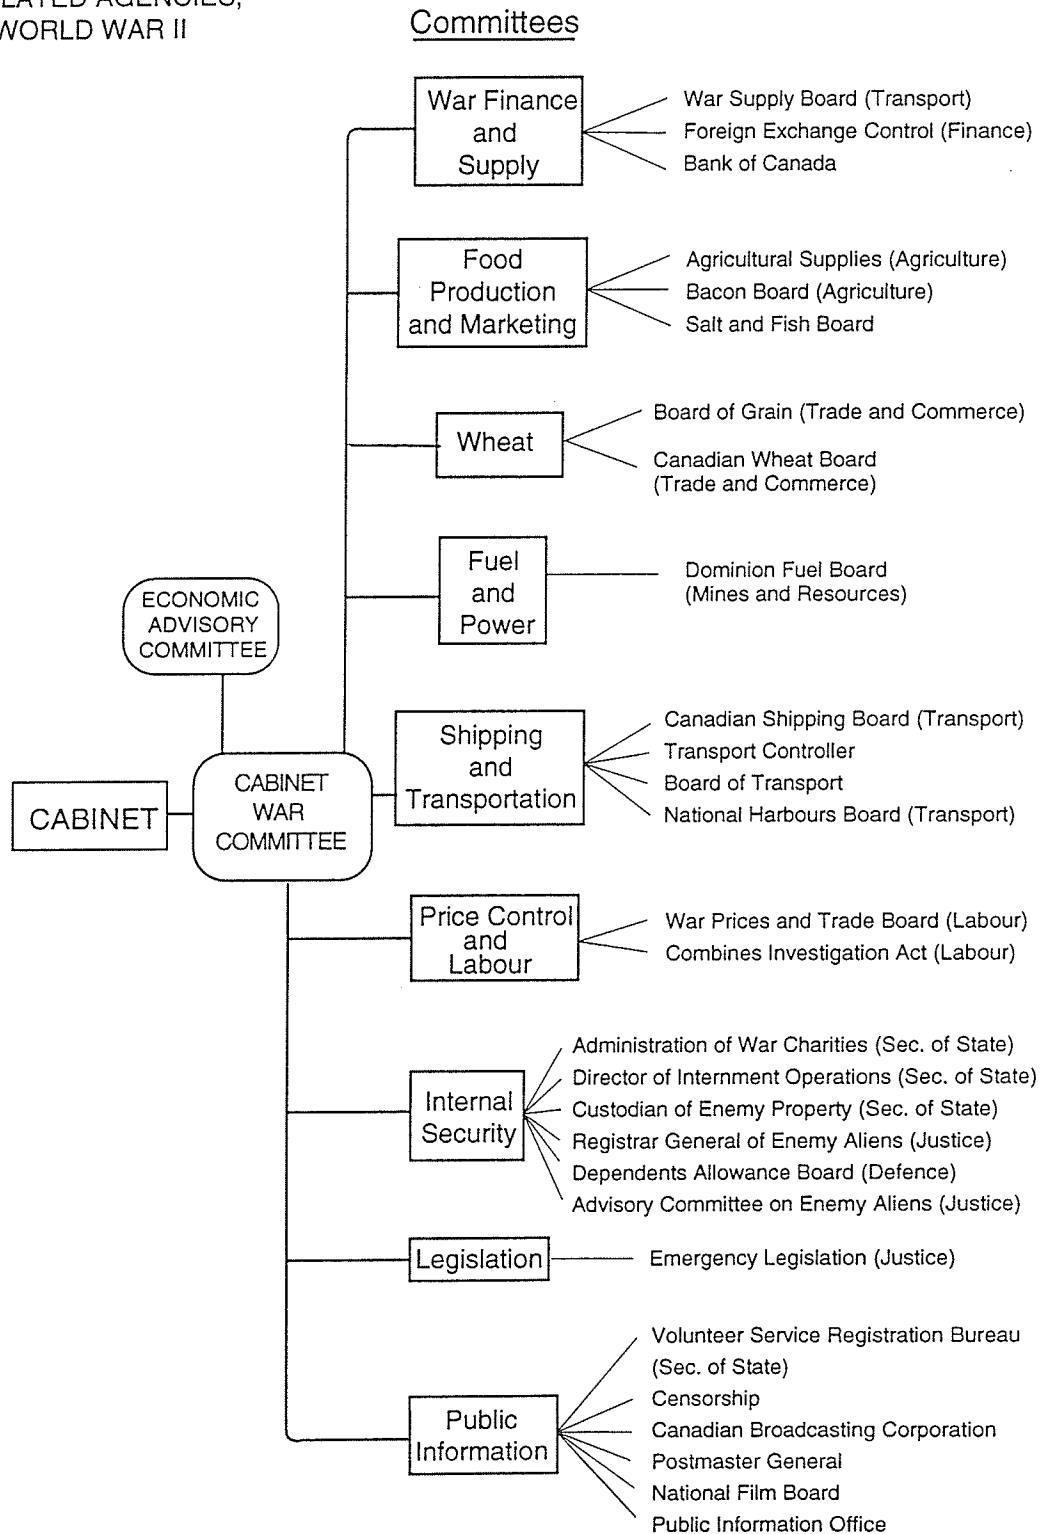 LATED AGENCIES,
WORLD WAR II
Committees
War Finance
and
Supply
War Supply Board (Transport)
Foreign Exchange Control (Finance)
Bank of Canada
Food
Production
and Marketing
Agricultural Supplies (Agriculture)
Bacon Board (Agriculture)
Salt and Fish Board
Wheat
Board of Grain (Trade and Commerce)
Canadian Wheat Board
(Trade and Commerce)
Fuel
and
Power
Dominion Fuel Board
(Mines and Resources)
ECONOMIC
ADVISORY
COMMITTEE
CABINET
CABINET
WAR
COMMITTEE
Shipping
and
Transportation
Canadian Shipping Board (Transport)
Transport Controller
Board of Transport
National Harbours Board (Transport)
Price Control
and
Labour
War Prices and Trade Board (Labour)
Combines Investigation Act (Labour)
Internal
Security
Administration of War Charities (Sec. of State)
Director of Internment Operations (Sec. of State)
Custodian of Enemy Property (Sec. of State)
Registrar General of Enemy Aliens (Justice)
Dependents Allowance Board (Defence)
Advisory Committee on Enemy Aliens (Justice)
Legislation
Emergency Legislation (Justice)
Public
Information
Volunteer Service Registration Bureau
(Sec. of State)
Censorship
Canadian Broadcasting Corporation
Postmaster General
National Film Board
Public Information Office